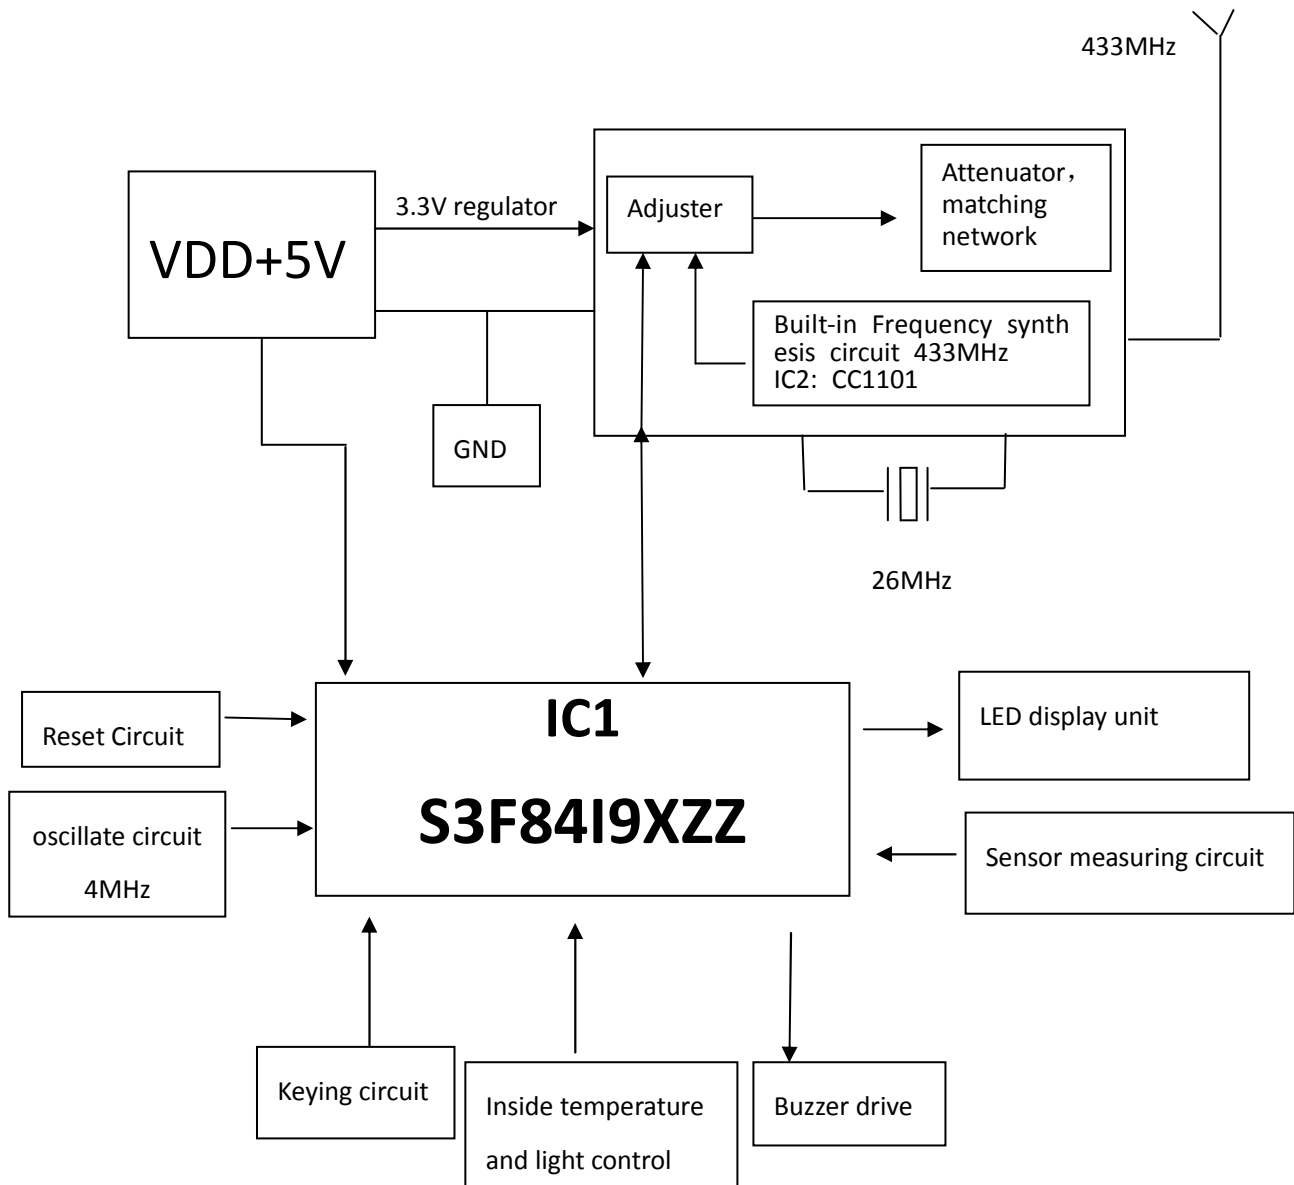 433MHz
VDD+5V
3.3V regulator
Adjuster
Attenuator，
matching
network
Built-in Frequency synth
esis circuit 433MHz
IC2: CC1101
GND
26MHz
Reset Circuit
oscillate circuit
4MHz
IC1
S3F84I9XZZ
LED display unit
Sensor measuring circuit
Keying circuit
Inside temperature
and light control
Buzzer drive